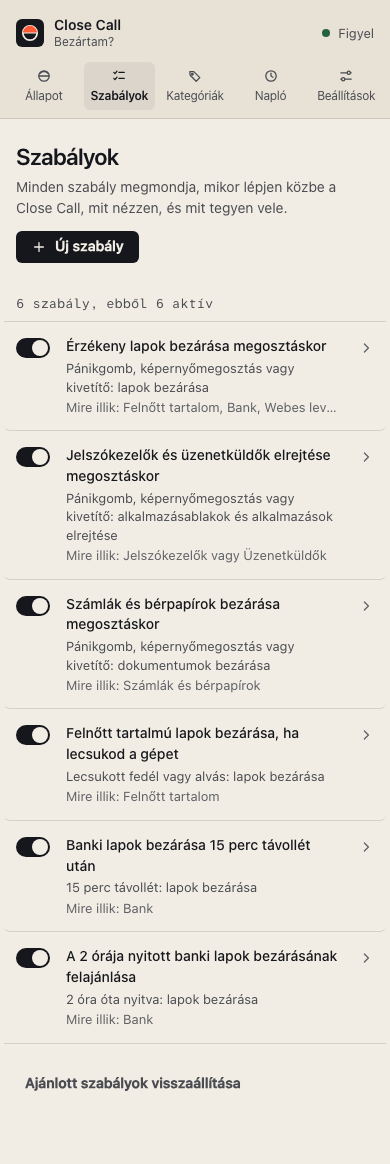 Close Call
Bezártam?
Figyel
Állapot
Szabályok
Kategóriák
Napló
Beállítások
Szabályok
Minden szabály megmondja, mikor lépjen közbe a
Close Call, mit nézzen, és mit tegyen vele.
+ Új szabály
6 szabály, ebből 6 aktív
Érzékeny lapok bezárása megosztáskor
Pánikgomb, képernyőmegosztás vagy
kivetítő: lapok bezárása
Mire illik: Felnőtt tartalom, Bank, Webes lev…
Jelszókezelők és üzenetküldők elrejtése
megosztáskor
Pánikgomb, képernyőmegosztás vagy
kivetítő: alkalmazásablakok és alkalmazások
elrejtése
Mire illik: Jelszókezelők vagy Üzenetküldők
Számlák és bérpapírok bezárása
megosztáskor
Pánikgomb, képernyőmegosztás vagy
kivetítő: dokumentumok bezárása
Mire illik: Számlák és bérpapírok
Felnőtt tartalmú lapok bezárása, ha
lecsukod a gépet
Lecsukott fedél vagy alvás: lapok bezárása
Mire illik: Felnőtt tartalom
Banki lapok bezárása 15 perc távollét
után
15 perc távollét: lapok bezárása
Mire illik: Bank
A 2 órája nyitott banki lapok bezárásának
felajánlása
2 óra óta nyitva: lapok bezárása
Mire illik: Bank
Ajánlott szabályok visszaállítása